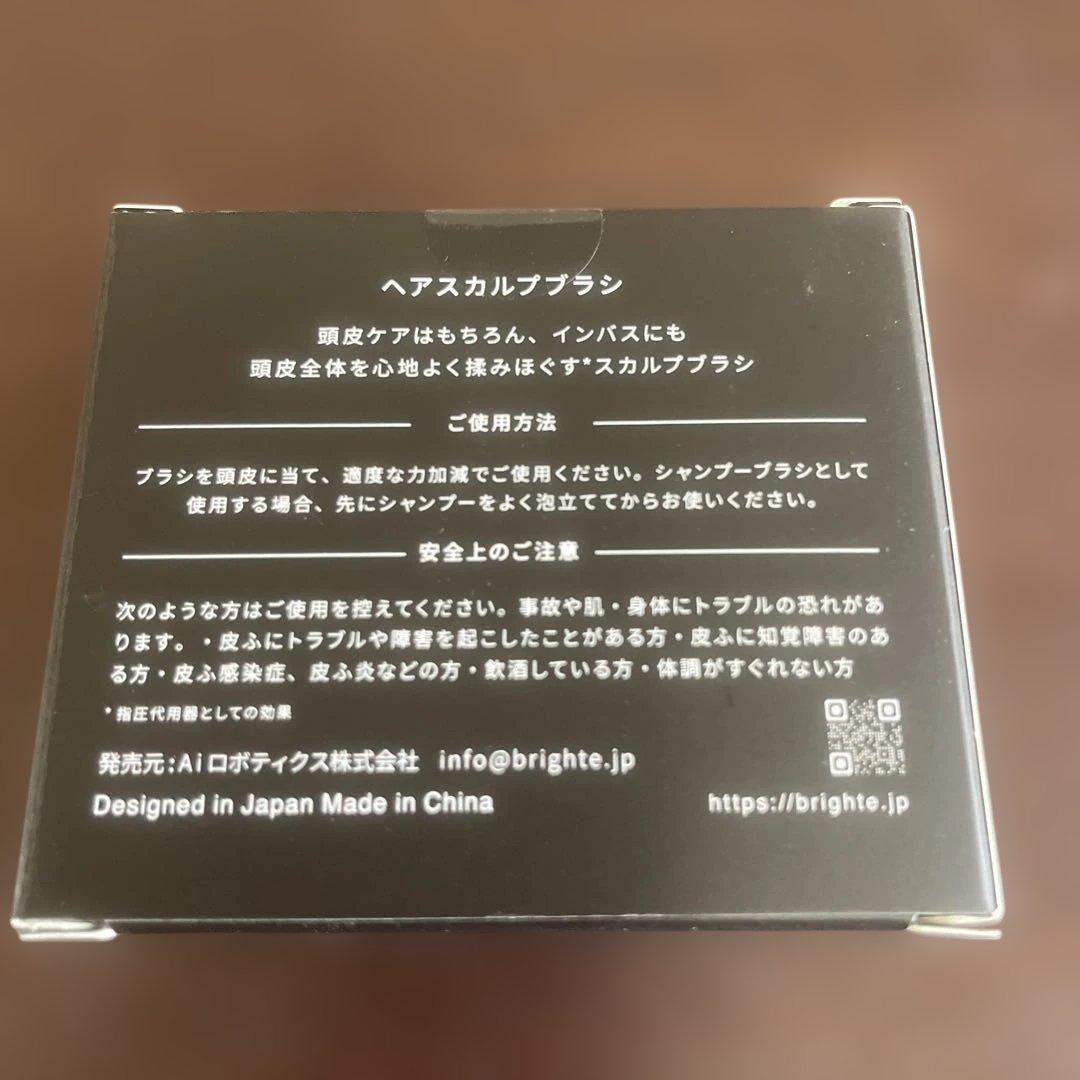 ヘアスカルプブラシ
頭皮ケアはもちろん、インバスにも
頭皮全体を心地よく揉みほぐす*スカルプブラシ
ご使用方法
ブラシを頭皮に当て、適度な力加減でご使用ください。シャンプーブラシとして
使用する場合、先にシャンプーをよく泡立ててからお使いください。
安全上のご注意
次のような方はご使用を控えてください。事故や肌・身体にトラブルの恐れがあ
ります。・皮ふにトラブルや障害を起こしたことがある方・皮ふに知覚障害のあ
る方・皮ふ感染症、皮ふ炎などの方・飲酒している方・体調がすぐれない方
*指圧代用器としての効果
発売元:Aiロボティクス株式会社 info@brighte.jp
Designed in Japan Made in China
https://brighte.jp